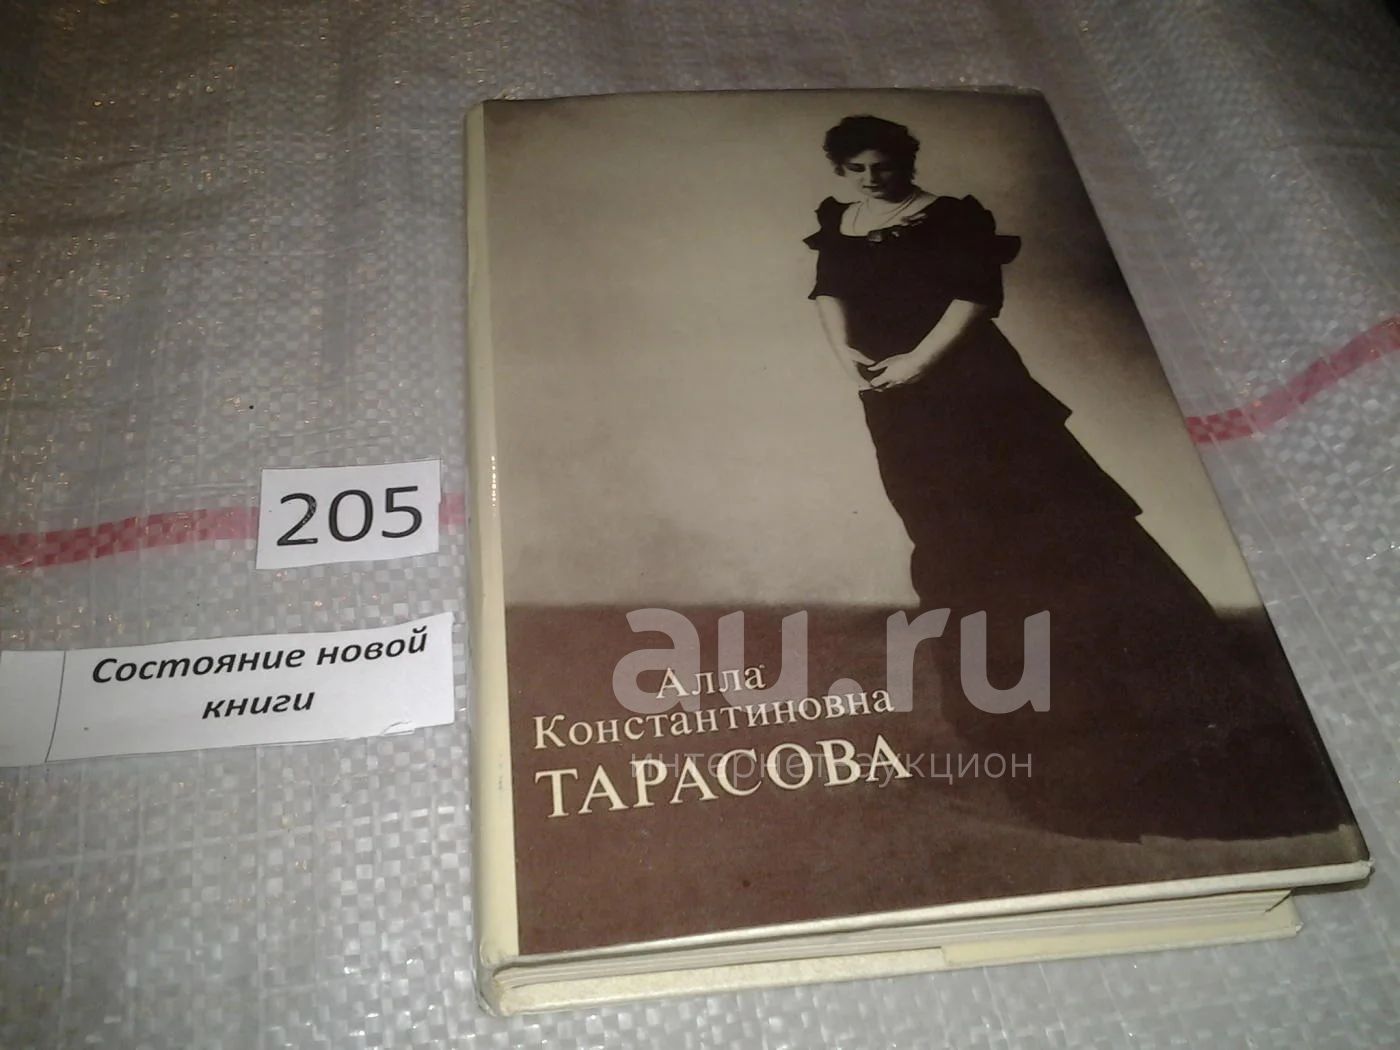 205
Состояние новой
книги
au.ru
интернет аукцион
Алла
Константиновна
ТАРАСОВА